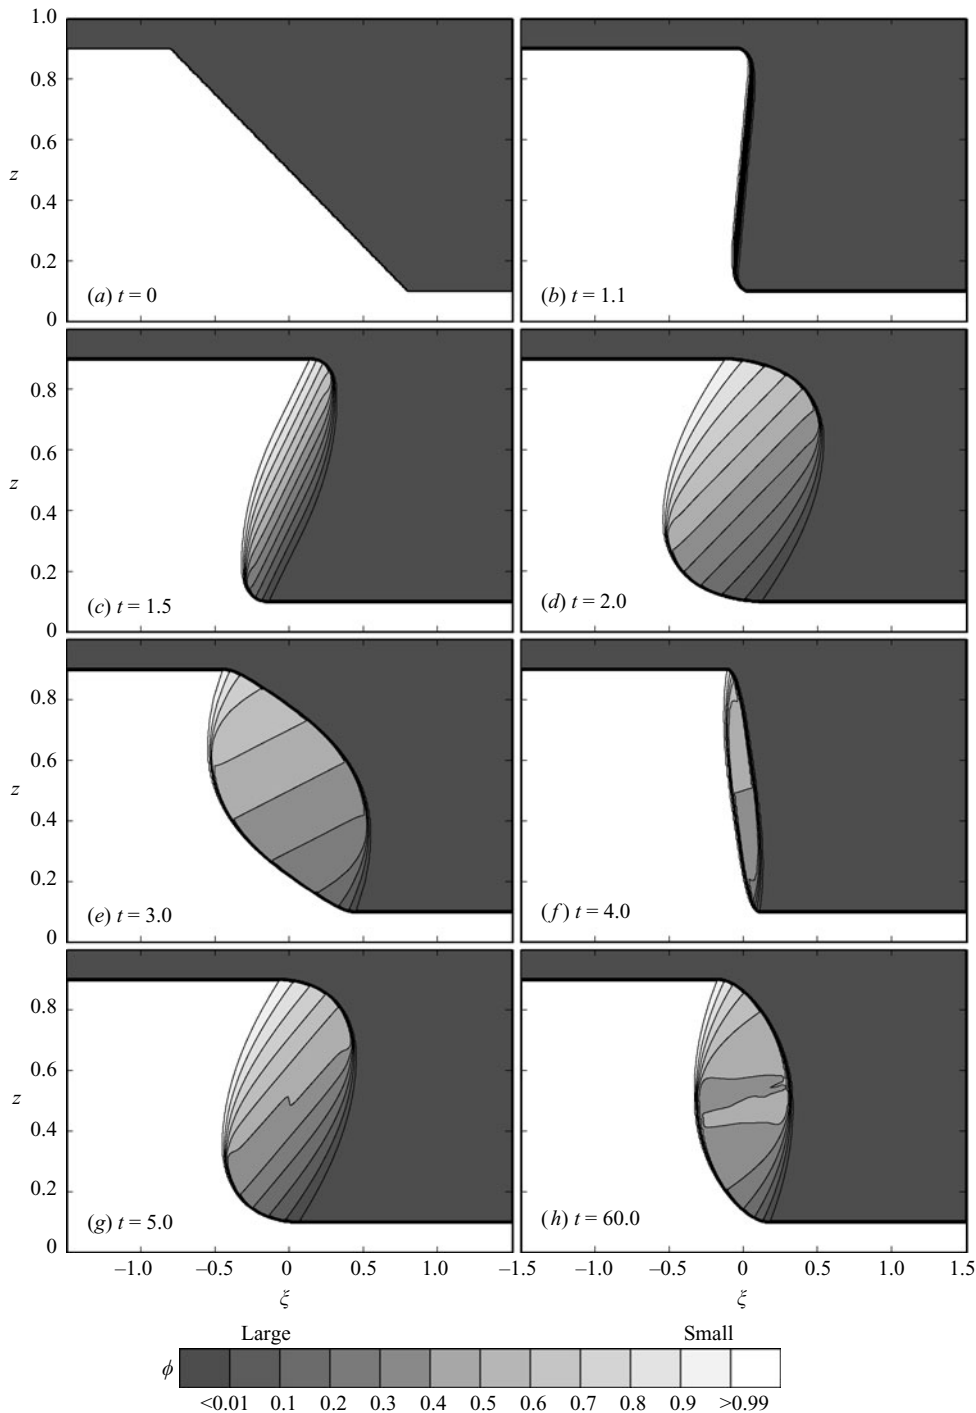 1.0
0.8
0.6
z
0.4
0.2
0
(a) t = 0
(b) t = 1.1
0.8
0.6
z
0.4
0.2
0
(c) t = 1.5
(d) t = 2.0
0.8
0.6
z
0.4
0.2
0
(e) t = 3.0
(f) t = 4.0
0.8
0.6
z
0.4
0.2
0
(g) t = 5.0
(h) t = 60.0
–1.0 –0.5 0 0.5 1.0 –1.5 –1.0 –0.5 0 0.5 1.0 1.5
ξ ξ
Large Small
ϕ
<0.01 0.1 0.2 0.3 0.4 0.5 0.6 0.7 0.8 0.9 >0.99